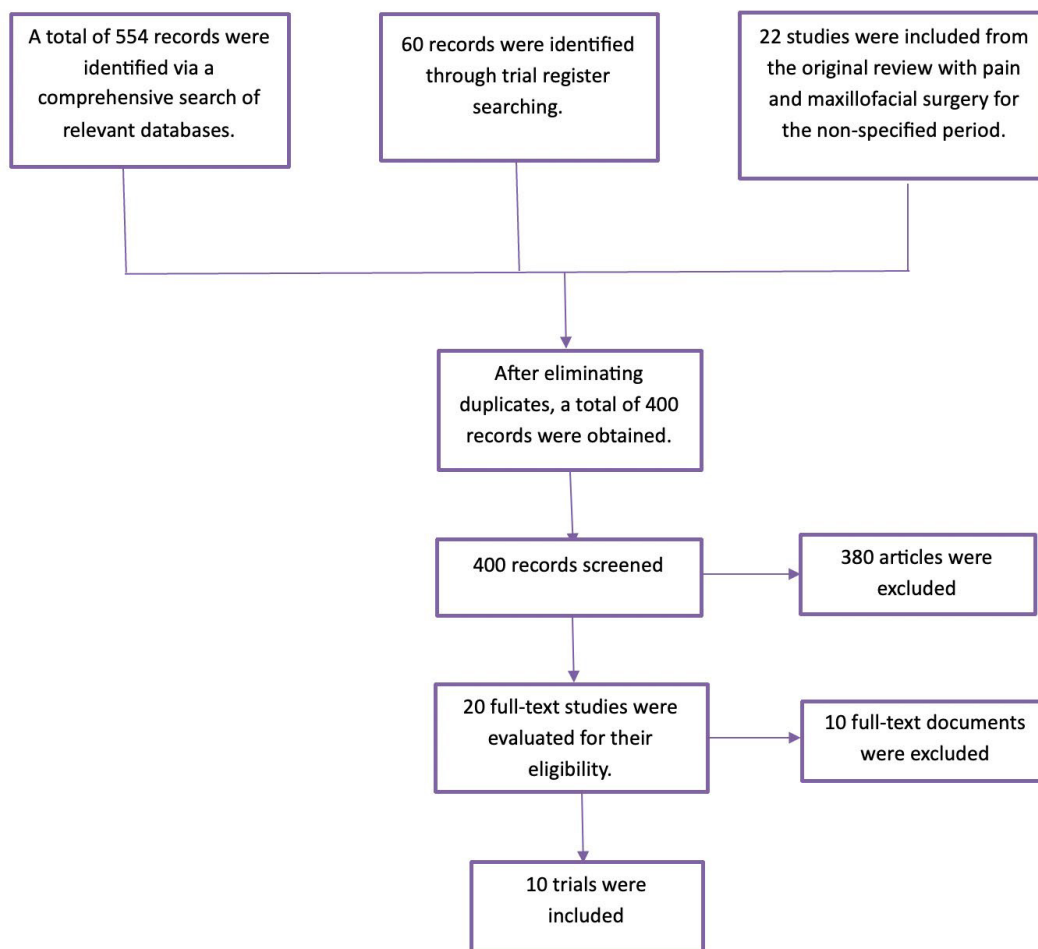 A total of 554 records were
identified via a
comprehensive search of
relevant databases.
60 records were identified
through trial register
searching.
22 studies were included from
the original review with pain
and maxillofacial surgery for
the non-specified period.
After eliminating
duplicates, a total of 400
records were obtained.
400 records screened
380 articles were
excluded
20 full-text studies were
evaluated for their
eligibility.
10 full-text documents
were excluded
10 trials were
included